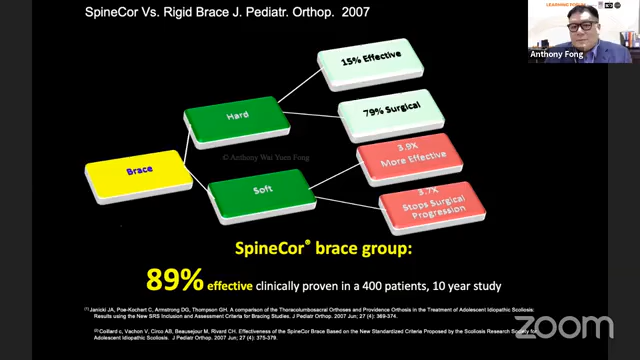 SpineCor Vs. Rigid Brace J. Pediatr. Orthop. 2007
LEARNING FORUM
Anthony Fong
15% Effective
Hard
79% Surgical
© Anthony Wai Yuen Fong
3.9X
More Effective
Brace
Soft
3.7X
Stops Surgical
Progression
SpineCor® brace group:
89% effective clinically proven in a 400 patients, 10 year study
[1] Janicki JA, Poe-Kochert C, Armstrong DG, Thompson GH. A comparison of the Thoracolumbosacral Orthoses and Providence Orthosis in the Treatment of Adolescent Idiopathic Scoliosis:
Results using the New SRS Inclusion and Assessment Criteria for Bracing Studies. J Pediatr Orthop. 2007 Jun; 27 (4): 369-374.
[2] Coillard c, Vachon V, Circo AB, Beausejour M, Rivard CH. Effectiveness of the SpineCor Brace Based on the New Standardized Criteria Proposed by the Scoliosis Research Society for
Adolescent Idiopathic Scoliosis. J Pediatr Orthop. 2007 Jun; 27 (4): 375-379.
zoom